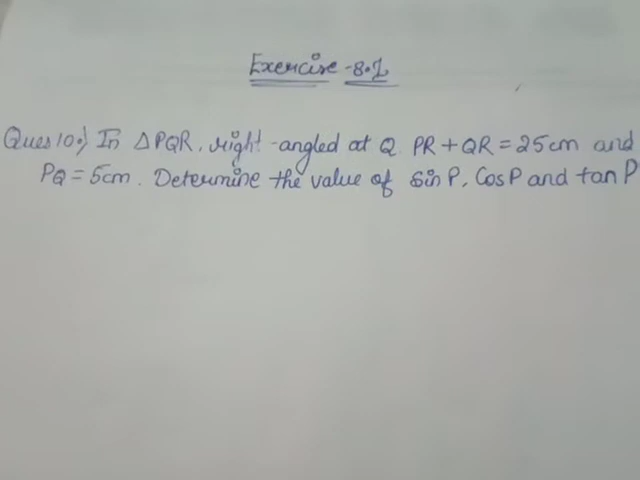 Exercise - 8.1
Ques 10.) In △PQR, right-angled at Q. PR + QR = 25cm and
PQ = 5cm. Determine the value of sin P, Cos P and tan P